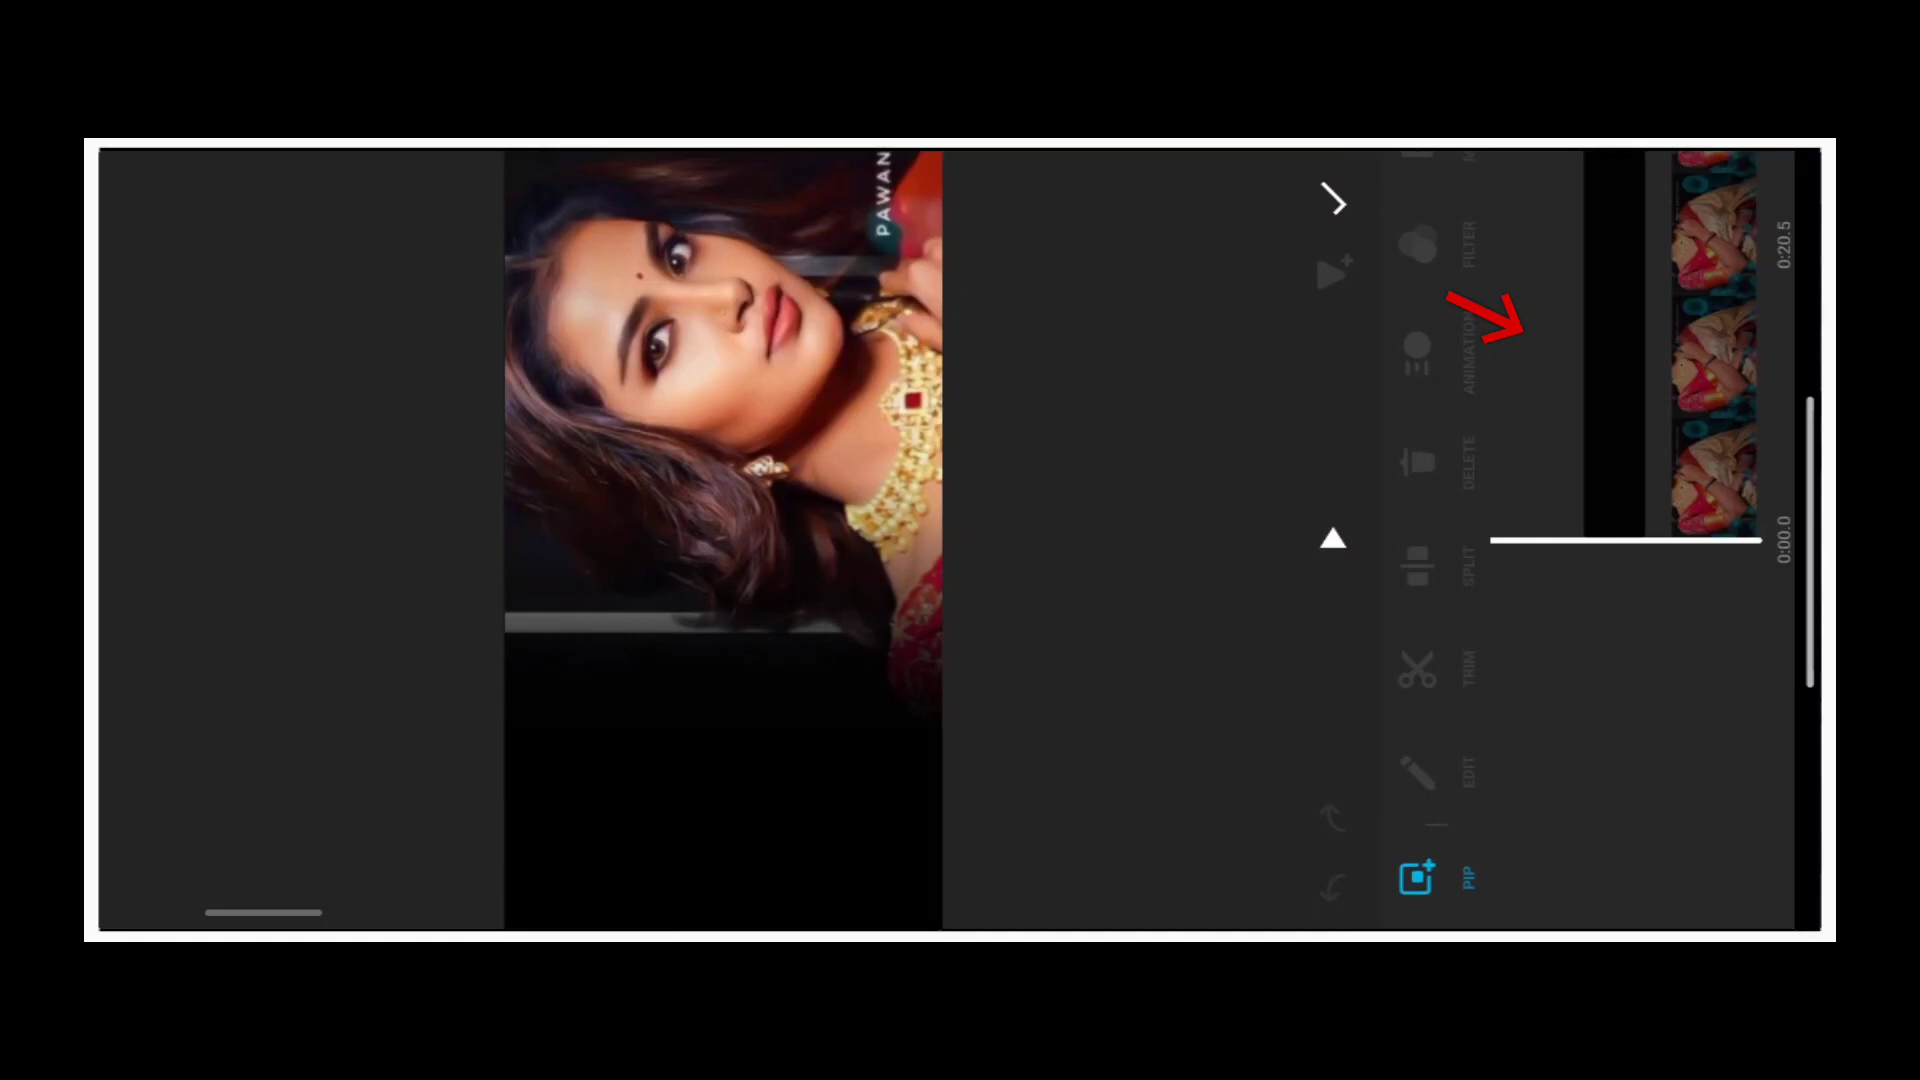 PAWAN
PIP
EDIT
TRIM
SPLIT
DELETE
ANIMATION
FILTER
0:00.0
0:20.5